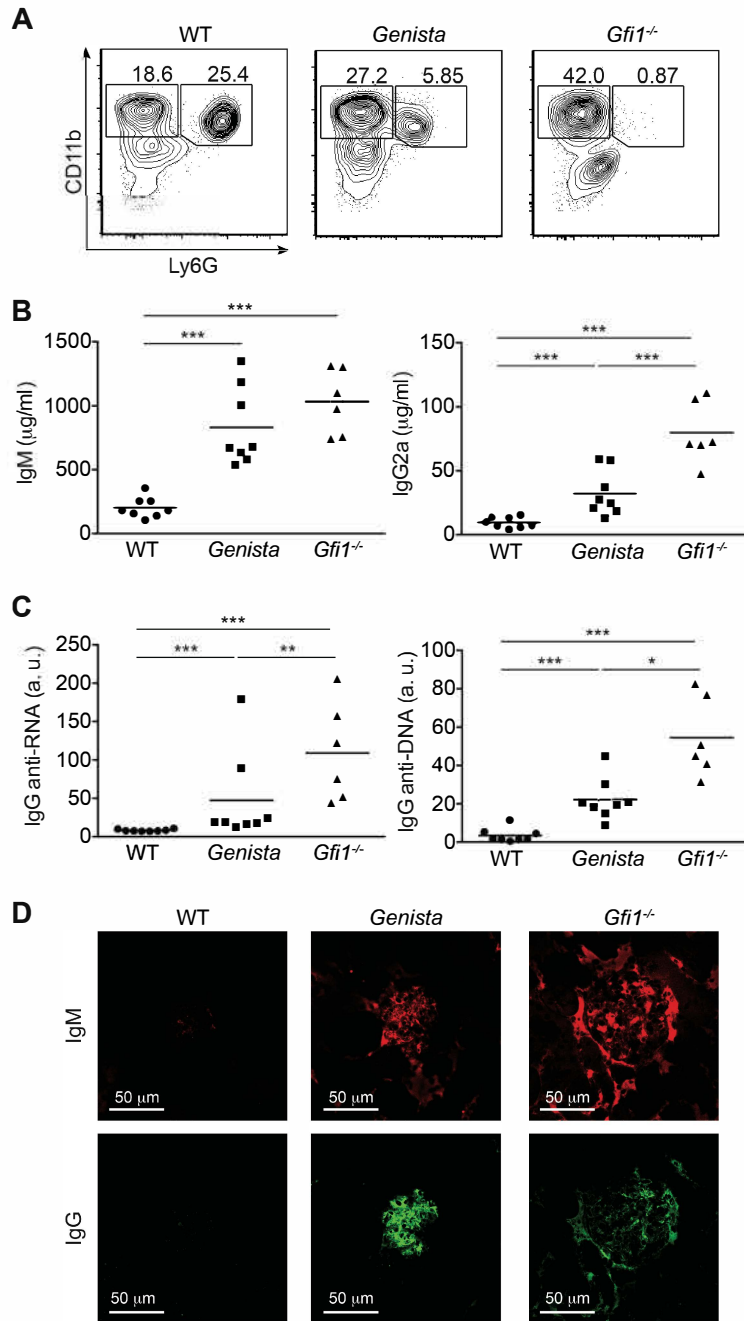 A
WT Genista Gfi1-/-
18.6 25.4 27.2 5.85 42.0 0.87
CD11b
Ly6G
B
*** ***
IgM (µg/ml)
1500
1000
500
0
WT Genista Gfi1-/-
*** *** ***
IgG2a (µg/ml)
150
100
50
0
WT Genista Gfi1-/-
C
*** *** **
IgG anti-RNA (a. u.)
250
200
150
100
50
0
WT Genista Gfi1-/-
*** *** *
IgG anti-DNA (a. u.)
100
80
60
40
20
0
WT Genista Gfi1-/-
D
WT Genista Gfi1-/-
IgM
50 µm 50 µm 50 µm
IgG
50 µm 50 µm 50 µm